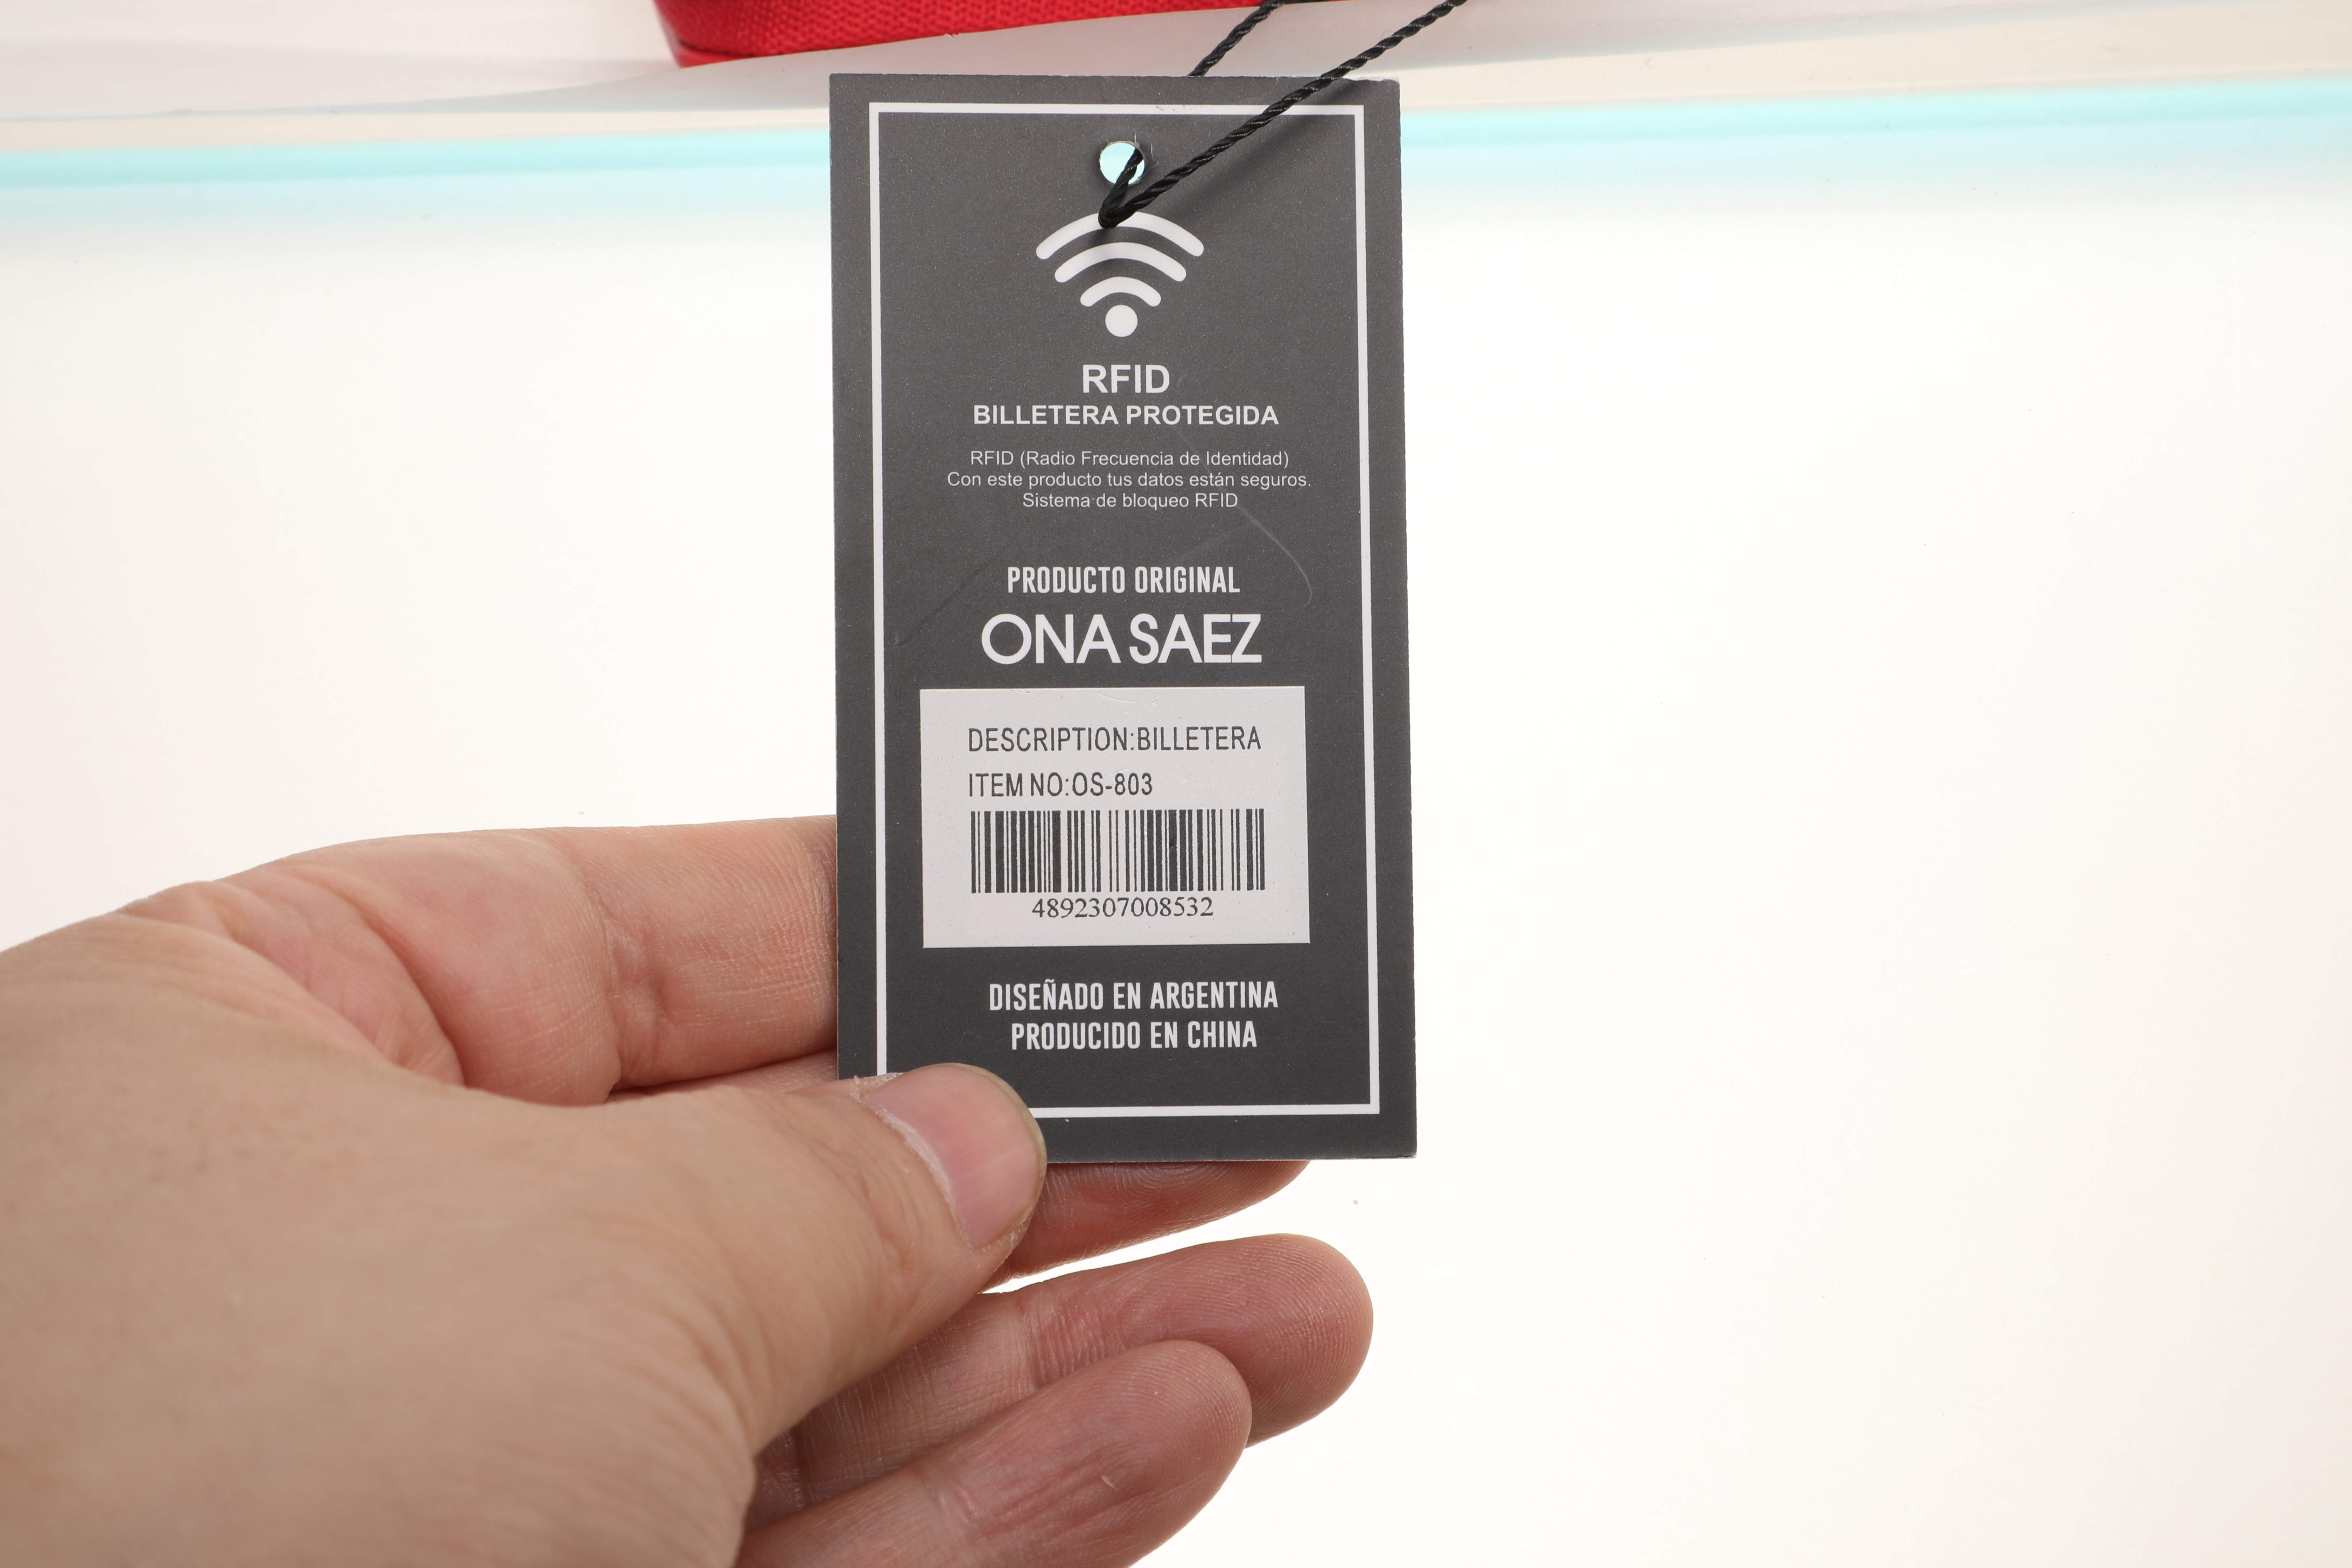 RFID
BILLETERA PROTEGIDA
RFID (Radio Frecuencia de Identidad)
Con este producto tus datos están seguros.
Sistema de bloqueo RFID
PRODUCTO ORIGINAL
ONA SAEZ
DESCRIPTION:BILLETERA
ITEM NO:OS-803
4892307008532
DISEÑADO EN ARGENTINA
PRODUCIDO EN CHINA